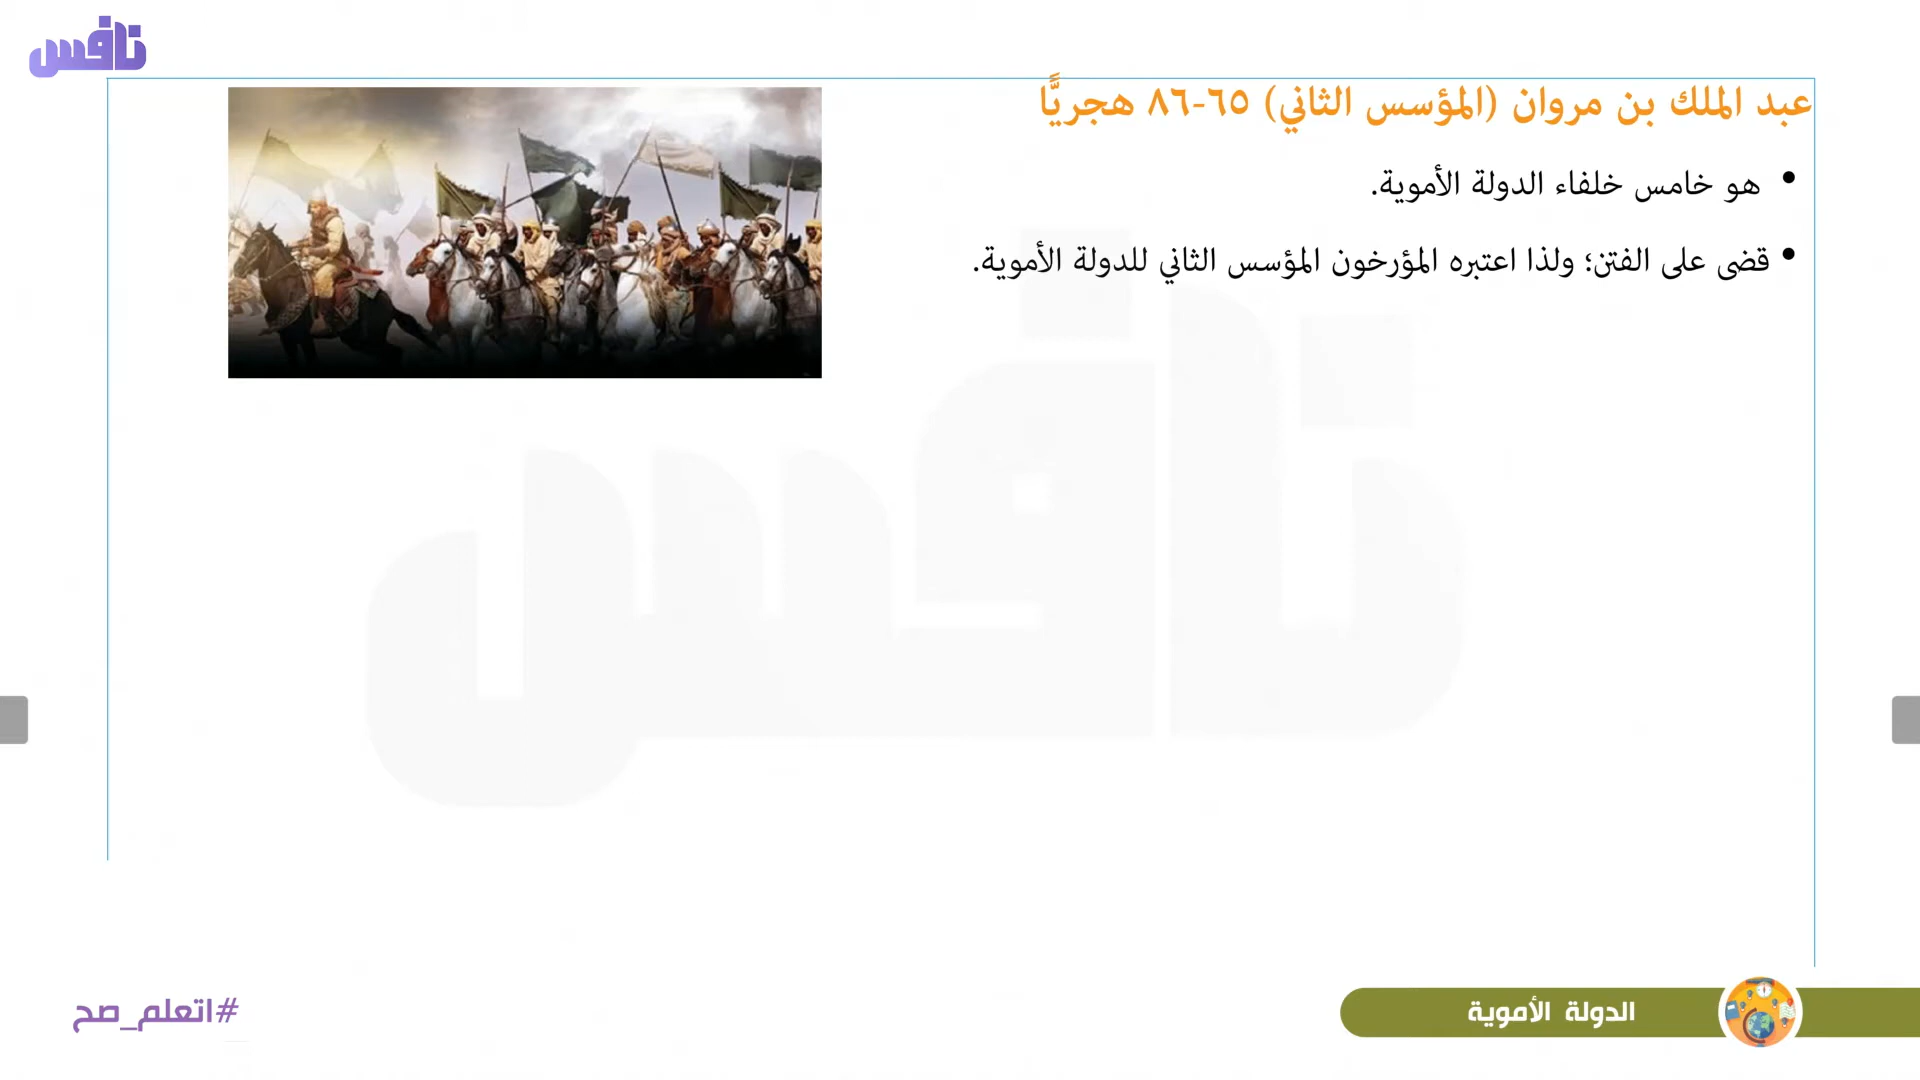 نافس
عبد الملك بن مروان (المؤسس الثاني) ٦٥-٨٦ هجريًّا
• هو خامس خلفاء الدولة الأموية.
• قضى على الفتن؛ ولذا اعتبره المؤرخون المؤسس الثاني للدولة الأموية.
نافس
الدولة الأموية
#اتعلم_صح